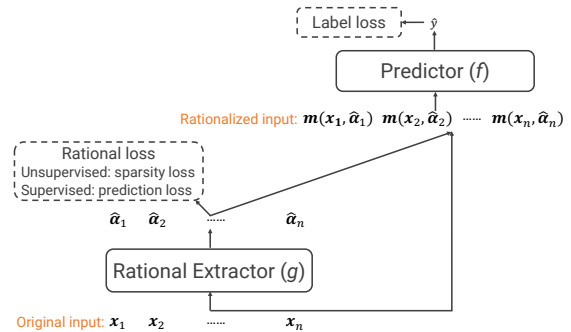 Label loss
ŷ
Predictor (f)
Rationalized input: m(x₁, α̂₁) m(x₂, α̂₂) ...... m(xₙ, α̂ₙ)
Rational loss
Unsupervised: sparsity loss
Supervised: prediction loss
α̂₁ α̂₂ ...... α̂ₙ
Rational Extractor (g)
Original input: x₁ x₂ ...... xₙ